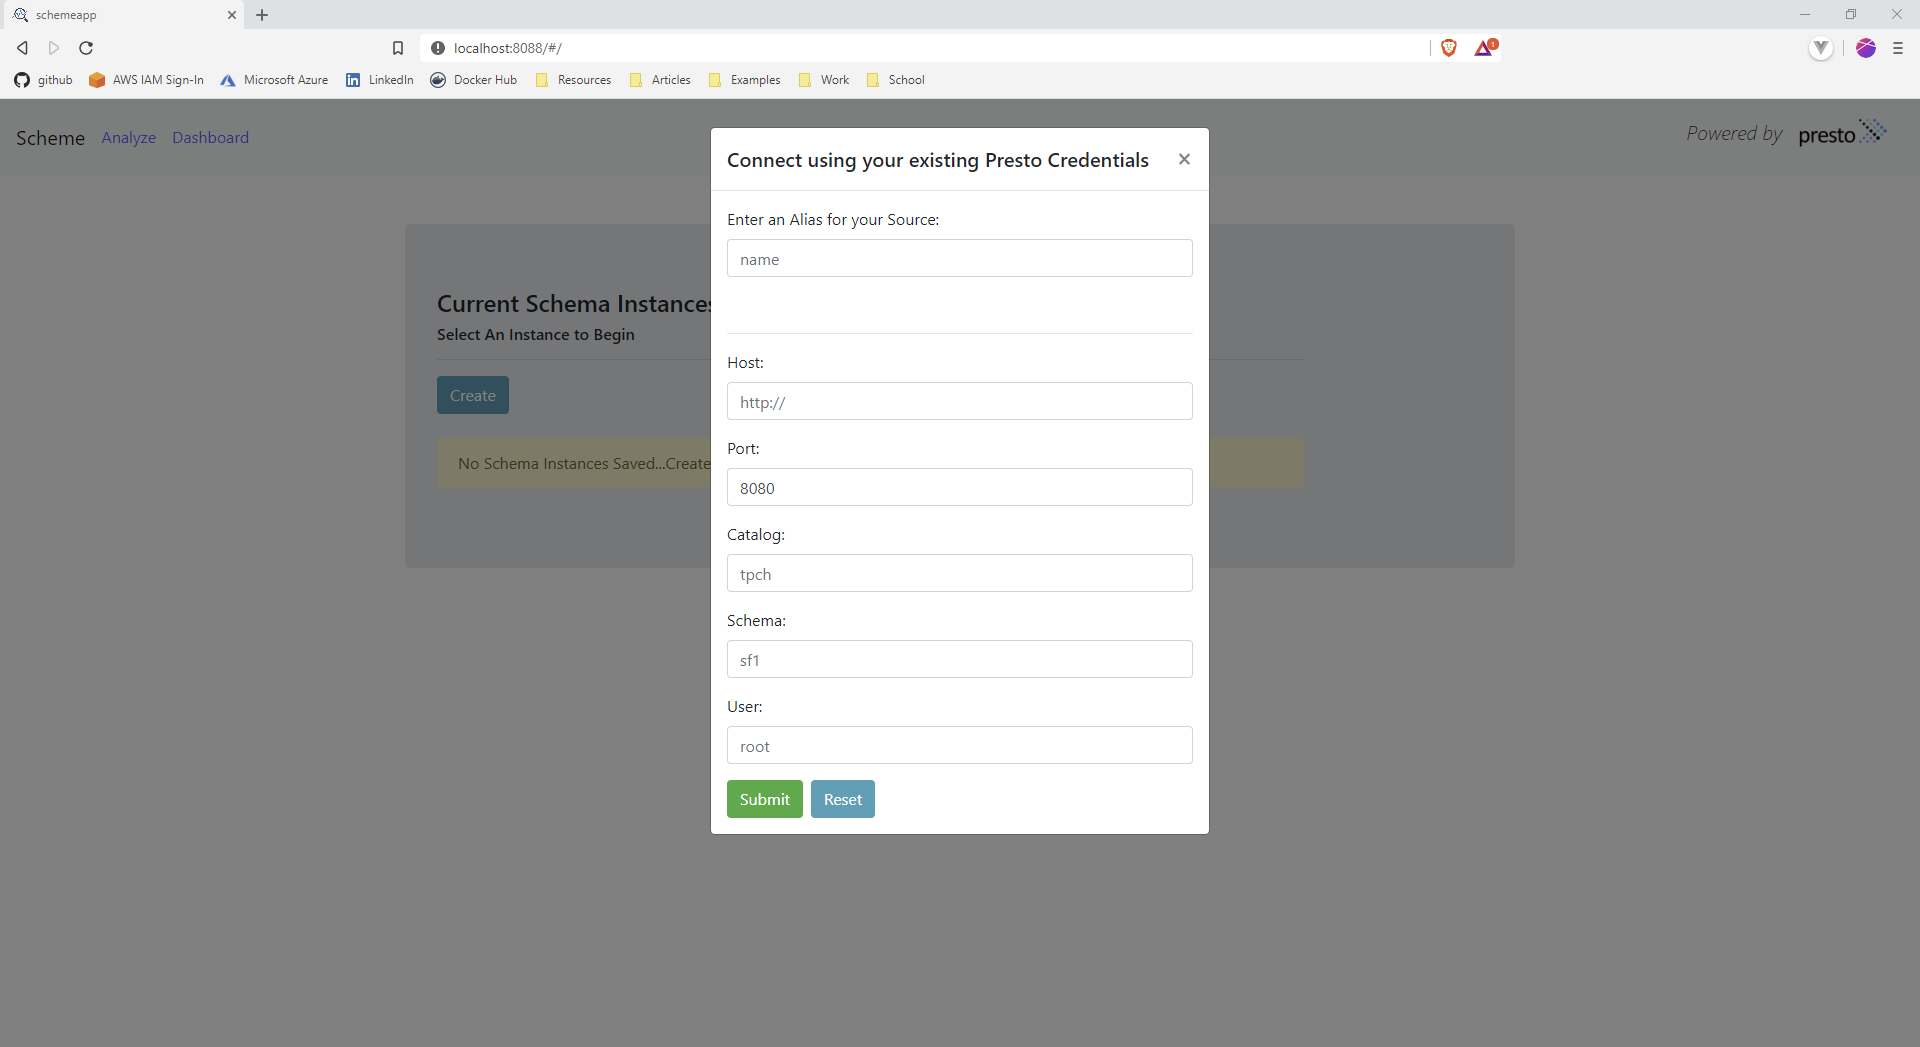 schemeapp
localhost:8088/#/
1
github AWS IAM Sign-In Microsoft Azure LinkedIn Docker Hub Resources Articles Examples Work School
Scheme Analyze Dashboard
Powered by presto
Connect using your existing Presto Credentials ×
Enter an Alias for your Source:
name
Current Schema Instances
Select An Instance to Begin
Create
No Schema Instances Saved...Create
Host:
http://
Port:
8080
Catalog:
tpch
Schema:
sf1
User:
root
Submit Reset